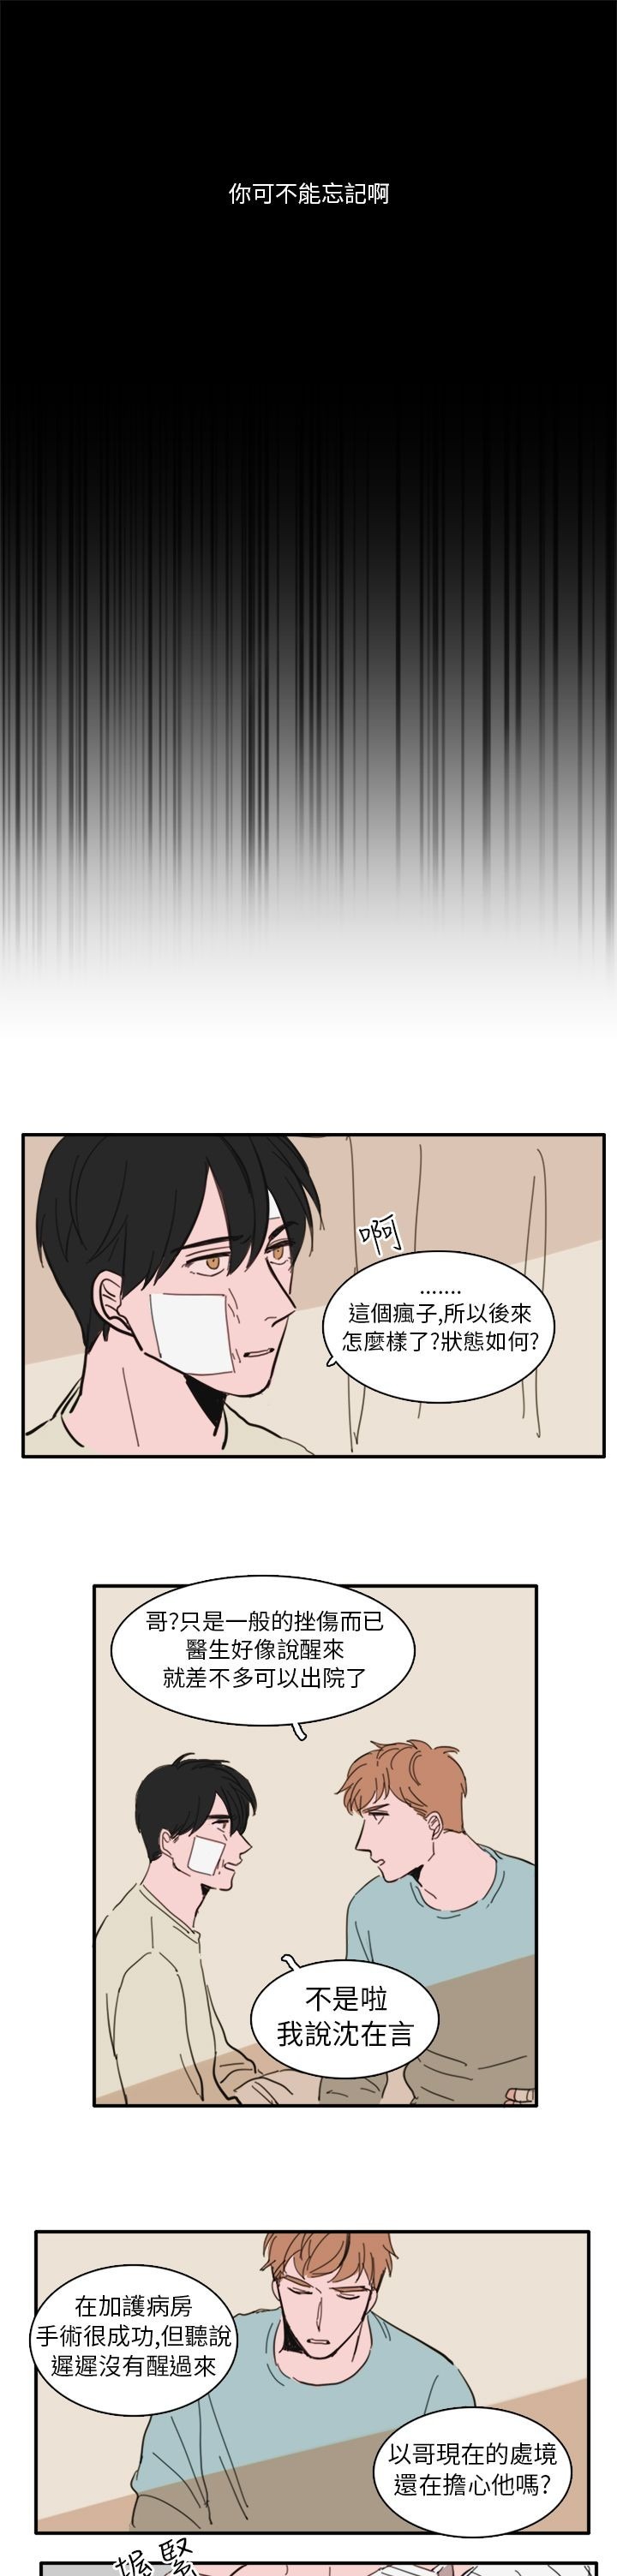 你可不能忘記啊
啊
.......
這個瘋子,所以後來
怎麼樣了?狀態如何?
哥?只是一般的挫傷而已
醫生好像說醒來
就差不多可以出院了
不是啦
我說沈在言
在加護病房
手術很成功,但聽說
遲遲沒有醒過來
以哥現在的處境
還在擔心他嗎?
握緊